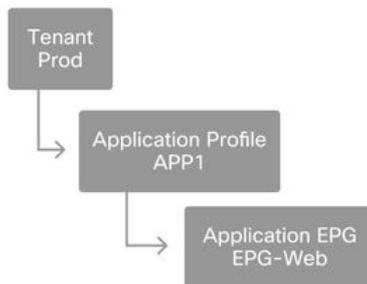 Tenant
Prod
Application Profile
APP1
Application EPG
EPG-Web